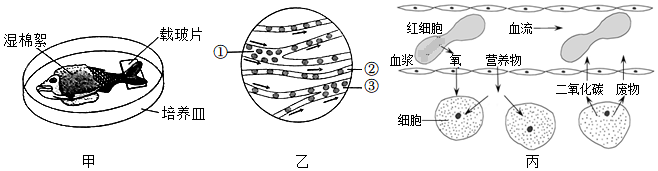 湿棉絮
载玻片
培养皿
甲
①
②
③
乙
红细胞
血流
血浆
氧
营养物
二氧化碳
废物
细胞
丙